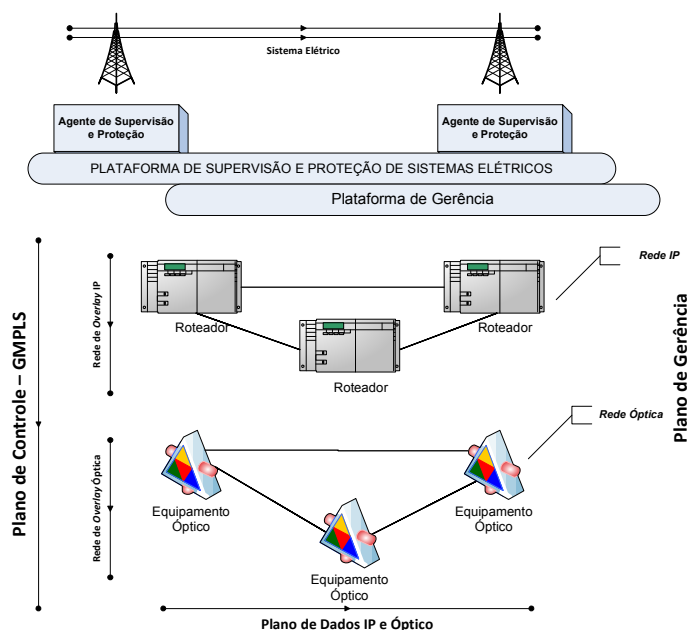 Sistema Elétrico
Agente de Supervisão
e Proteção
Agente de Supervisão
e Proteção
PLATAFORMA DE SUPERVISÃO E PROTEÇÃO DE SISTEMAS ELÉTRICOS
Plataforma de Gerência
Plano de Controle – GMPLS
Rede de Overlay IP
Roteador
Roteador
Roteador
Rede IP
Plano de Gerência
Rede Óptica
Rede de Overlay Óptica
Equipamento
Óptico
Equipamento
Óptico
Equipamento
Óptico
Plano de Dados IP e Óptico